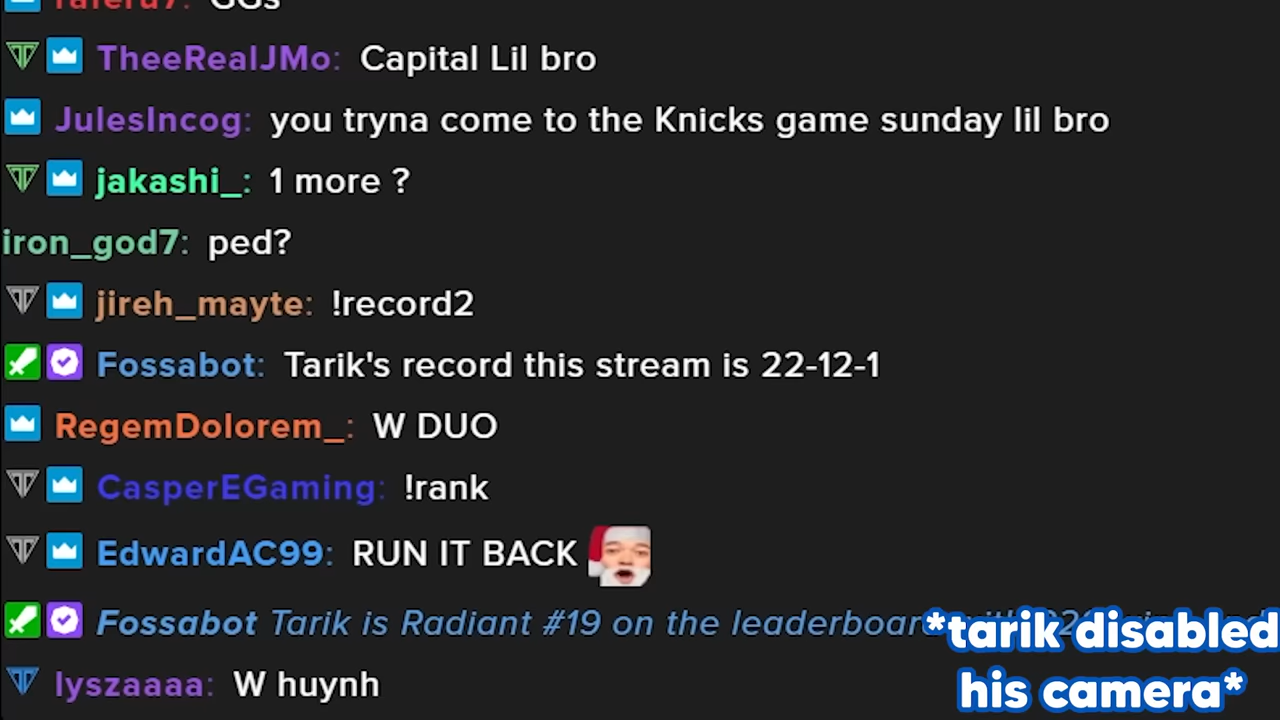 GGs
TheeRealJMo: Capital Lil bro
JulesIncog: you tryna come to the Knicks game sunday lil bro
jakashi_: 1 more ?
iron_god7: ped?
jireh_mayte: !record2
Fossabot: Tarik's record this stream is 22-12-1
RegemDolorem_: W DUO
CasperEGaming: !rank
EdwardAC99: RUN IT BACK
Fossabot Tarik is Radiant #19 on the
lyszaaaa: W huynh
*tarik disabled
his camera*